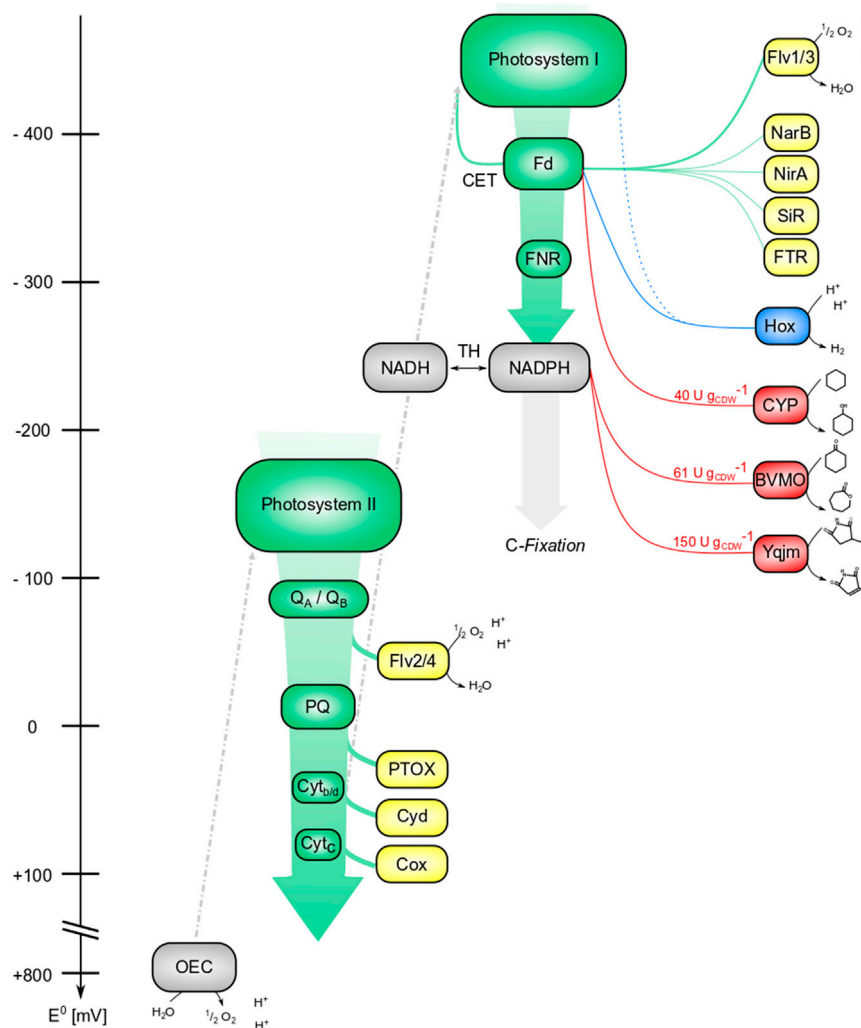 Photosystem I
1/2 O2
Flv1/3
H2O
- 400
NarB
Fd
CET
NirA
SiR
FTR
FNR
- 300
H+
H+
Hox
H2
TH
NADH
NADPH
40 U gCDW-1
CYP
OH
-200
O
61 U gCDW-1
BVMO
O
O
Photosystem II
150 U gCDW-1
Yqjm
H
N
O
O
C-Fixation
H
N
O
O
- 100
QA / QB
1/2 O2
H+
H+
Flv2/4
H2O
PQ
0
PTOX
Cytb/d
Cyd
CytC
Cox
+100
OEC
+800
H2O
1/2 O2
H+
H+
E0 [mV]